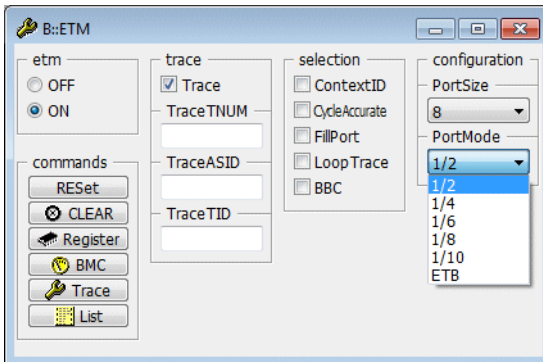 B::ETM
etm
OFF
ON
commands
RESet
CLEAR
Register
BMC
Trace
List
trace
Trace
TraceTNUM
TraceASID
TraceTID
selection
ContextID
CycleAccurate
FillPort
LoopTrace
BBC
configuration
PortSize
8
PortMode
1/2
1/2
1/4
1/6
1/8
1/10
ETB